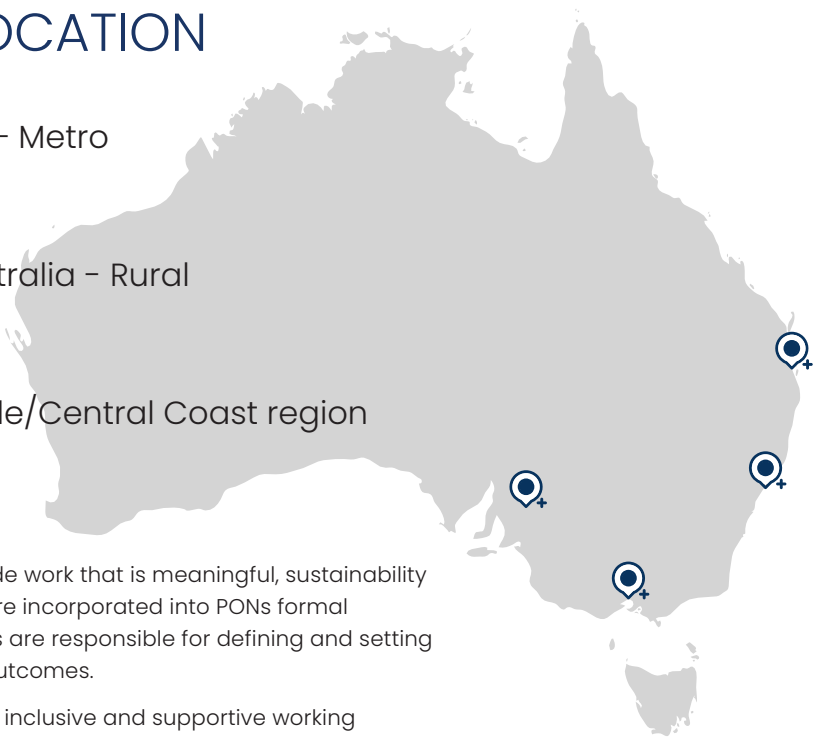 OCATION
- Metro
tralia - Rural
le/Central Coast region
de work that is meaningful, sustainability
re incorporated into PONs formal
s are responsible for defining and setting
utcomes.
inclusive and supportive working